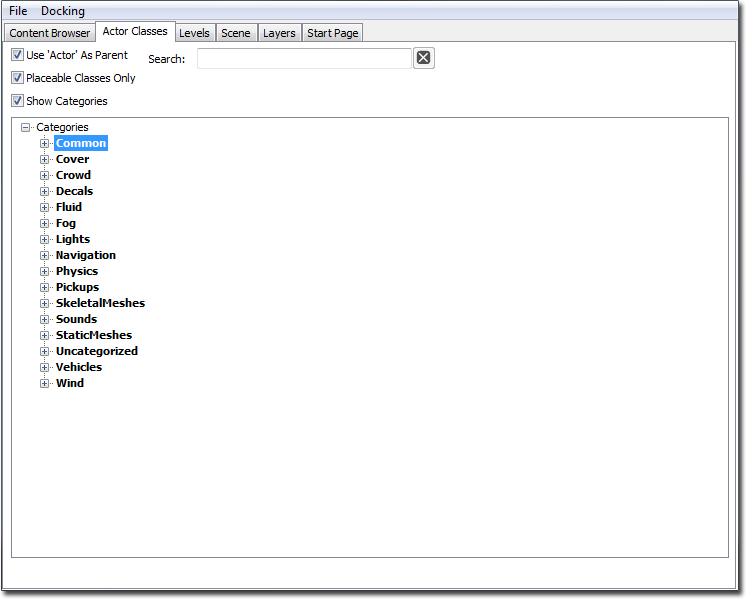 File Docking
Content Browser Actor Classes Levels Scene Layers Start Page
Use 'Actor' As Parent
Search:
Placeable Classes Only
Show Categories
Categories
Common
Cover
Crowd
Decals
Fluid
Fog
Lights
Navigation
Physics
Pickups
SkeletalMeshes
Sounds
StaticMeshes
Uncategorized
Vehicles
Wind